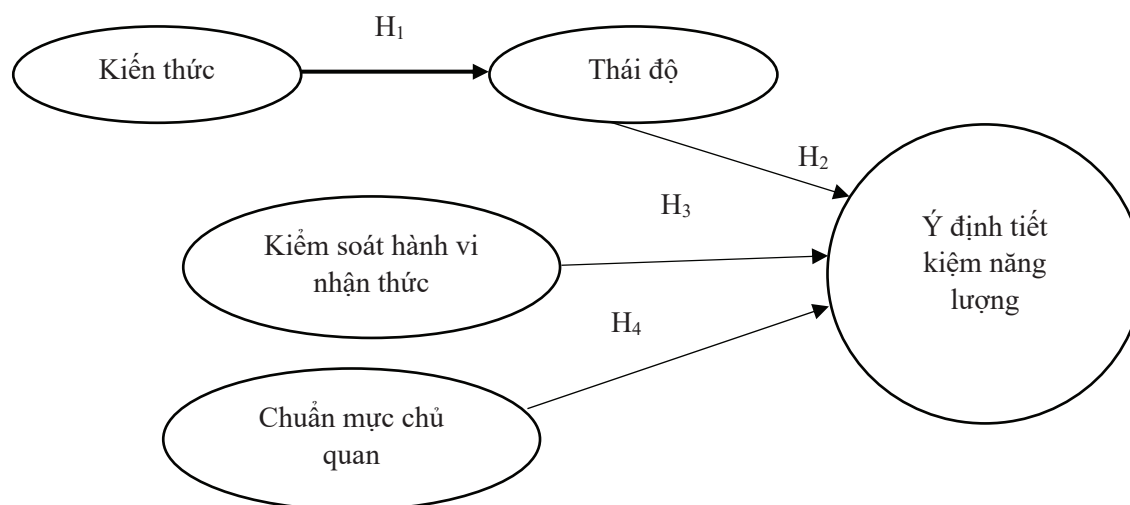 H₁
Kiến thức
Thái độ
H₂
H₃
Kiểm soát hành vi
nhận thức
Ý định tiết
kiệm năng
lượng
H₄
Chuẩn mực chủ
quan